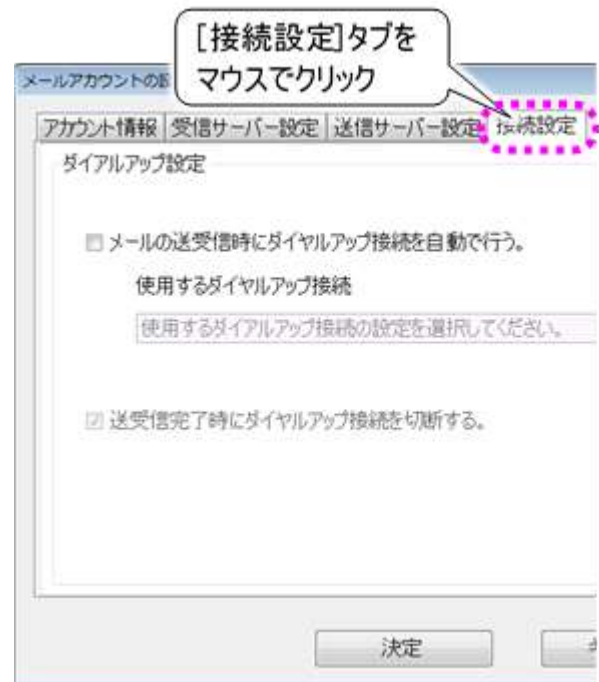 [接続設定]タブを
マウスでクリック
メールアカウントの
アカウント情報 受信サーバー設定 送信サーバー設定 接続設定
ダイアルアップ設定
メールの送受信時にダイヤルアップ接続を自動で行う。
使用するダイヤルアップ接続
使用するダイアルアップ接続の設定を選択してください。
送受信完了時にダイヤルアップ接続を切断する。
決定